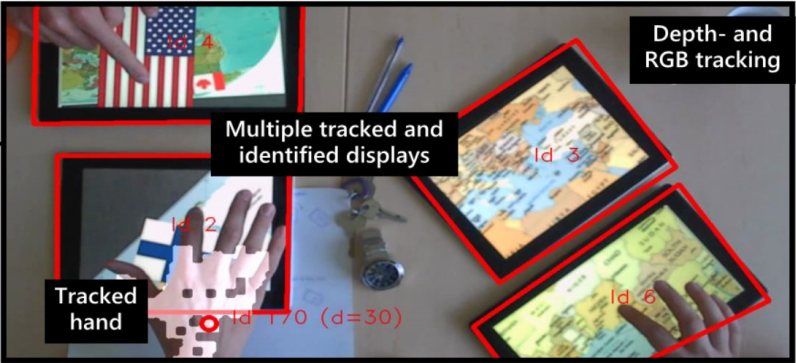 Depth- and
RGB tracking
Id 4
Multiple tracked and
identified displays
Id 3
Id 2
Id 6
Tracked
hand
Id 170 (d=30)